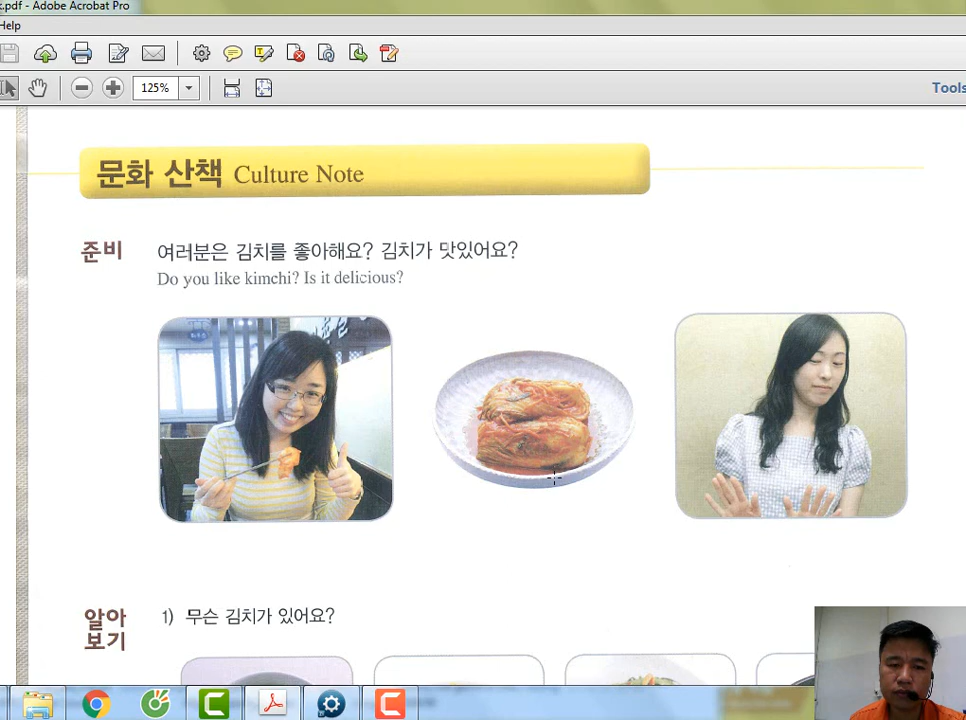 .pdf - Adobe Acrobat Pro
Help
125%
Tools
문화 산책 Culture Note
준비
여러분은 김치를 좋아해요? 김치가 맛있어요?
Do you like kimchi? Is it delicious?
알아
보기
1) 무슨 김치가 있어요?